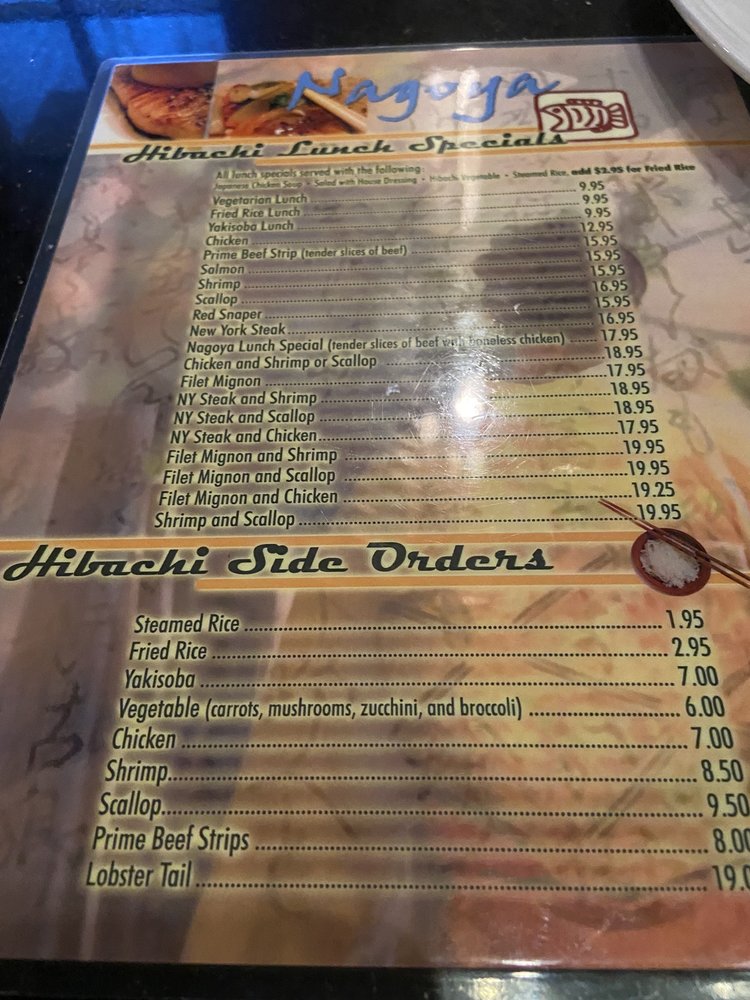 Nagoya
Hibachi Lunch Specials
All lunch specials served with the following:
Japanese Chicken Soup • Salad with House Dressing • Hibachi Vegetable • Steamed Rice, add $2.95 for Fried Rice
Vegetarian Lunch 9.95
Fried Rice Lunch 9.95
Yakisoba Lunch 9.95
Chicken 12.95
Prime Beef Strip (tender slices of beef) 15.95
Salmon 15.95
Shrimp 15.95
Scallop 16.95
Red Snaper 15.95
New York Steak 16.95
Nagoya Lunch Special (tender slices of beef with boneless chicken) 17.95
Chicken and Shrimp or Scallop 18.95
Filet Mignon 17.95
NY Steak and Shrimp 18.95
NY Steak and Scallop 18.95
NY Steak and Chicken 17.95
Filet Mignon and Shrimp 19.95
Filet Mignon and Scallop 19.95
Filet Mignon and Chicken 19.25
Shrimp and Scallop 19.95
Hibachi Side Orders
Steamed Rice 1.95
Fried Rice 2.95
Yakisoba 7.00
Vegetable (carrots, mushrooms, zucchini, and broccoli) 6.00
Chicken 7.00
Shrimp 8.50
Scallop 9.50
Prime Beef Strips 8.00
Lobster Tail 19.0